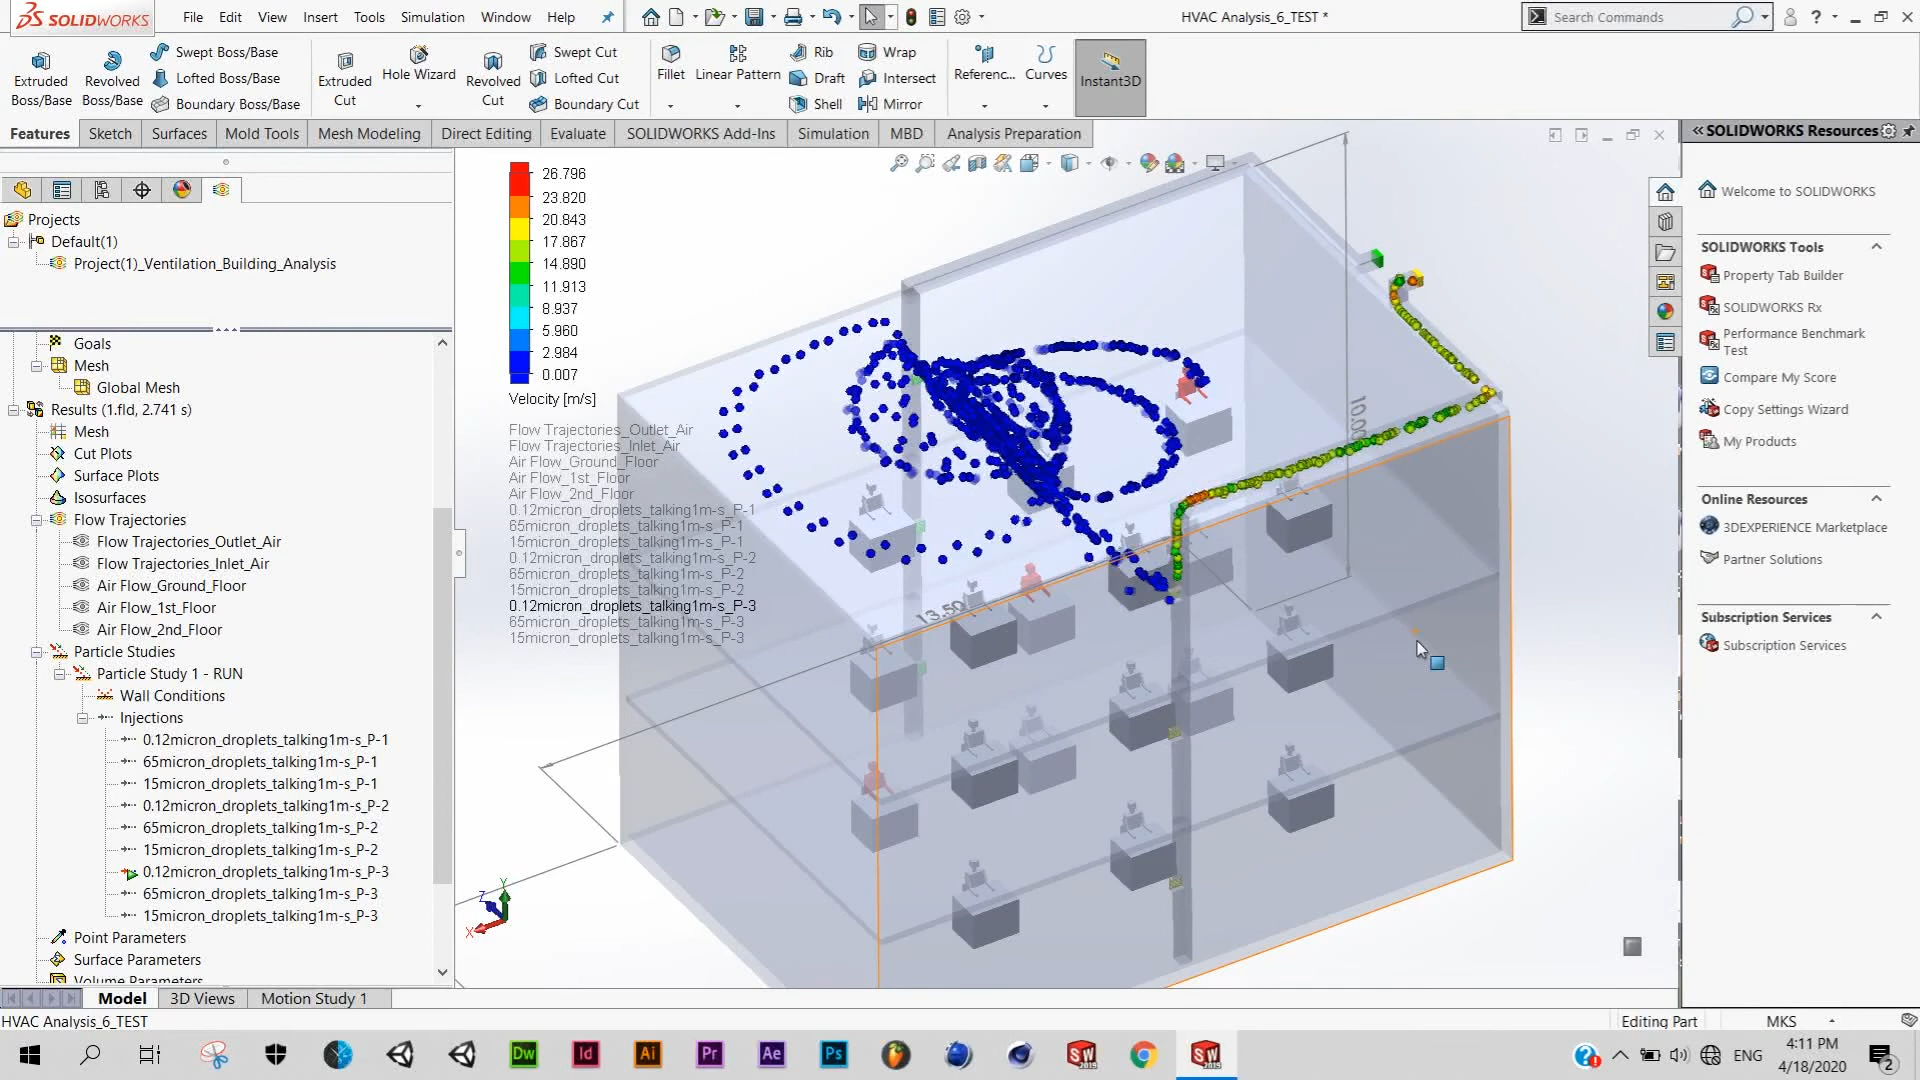 SOLIDWORKS
File Edit View Insert Tools Simulation Window Help
HVAC Analysis_6_TEST *
Search Commands
Extruded Boss/Base
Revolved Boss/Base
Swept Boss/Base
Lofted Boss/Base
Boundary Boss/Base
Extruded Cut
Hole Wizard
Revolved Cut
Swept Cut
Lofted Cut
Boundary Cut
Fillet
Linear Pattern
Rib
Draft
Shell
Wrap
Intersect
Mirror
Referenc...
Curves
Instant3D
Features Sketch Surfaces Mold Tools Mesh Modeling Direct Editing Evaluate SOLIDWORKS Add-Ins Simulation MBD Analysis Preparation
Projects
Default(1)
Project(1)_Ventilation_Building_Analysis
Goals
Mesh
Global Mesh
Results (1.fld, 2.741 s)
Mesh
Cut Plots
Surface Plots
Isosurfaces
Flow Trajectories
Flow Trajectories_Outlet_Air
Flow Trajectories_Inlet_Air
Air Flow_Ground_Floor
Air Flow_1st_Floor
Air Flow_2nd_Floor
Particle Studies
Particle Study 1 - RUN
Wall Conditions
Injections
0.12micron_droplets_talking1m-s_P-1
65micron_droplets_talking1m-s_P-1
15micron_droplets_talking1m-s_P-1
0.12micron_droplets_talking1m-s_P-2
65micron_droplets_talking1m-s_P-2
15micron_droplets_talking1m-s_P-2
0.12micron_droplets_talking1m-s_P-3
65micron_droplets_talking1m-s_P-3
15micron_droplets_talking1m-s_P-3
Point Parameters
Surface Parameters
Volume Parameters
26.796
23.820
20.843
17.867
14.890
11.913
8.937
5.960
2.984
0.007
Velocity [m/s]
Flow Trajectories_Outlet_Air
Flow Trajectories_Inlet_Air
Air Flow_Ground_Floor
Air Flow_1st_Floor
Air Flow_2nd_Floor
0.12micron_droplets_talking1m-s_P-1
65micron_droplets_talking1m-s_P-1
15micron_droplets_talking1m-s_P-1
0.12micron_droplets_talking1m-s_P-2
65micron_droplets_talking1m-s_P-2
15micron_droplets_talking1m-s_P-2
0.12micron_droplets_talking1m-s_P-3
65micron_droplets_talking1m-s_P-3
15micron_droplets_talking1m-s_P-3
13.50
Y
Z
X
SOLIDWORKS Resources
Welcome to SOLIDWORKS
SOLIDWORKS Tools
Property Tab Builder
SOLIDWORKS Rx
Performance Benchmark
Test
Compare My Score
Copy Settings Wizard
My Products
Online Resources
3DEXPERIENCE Marketplace
Partner Solutions
Subscription Services
Subscription Services
Model 3D Views Motion Study 1
HVAC Analysis_6_TEST
Editing Part MKS
Dw Id Ai Pr Ae Ps SW 2019 SW 2019
ENG
4:11 PM
4/18/2020
2